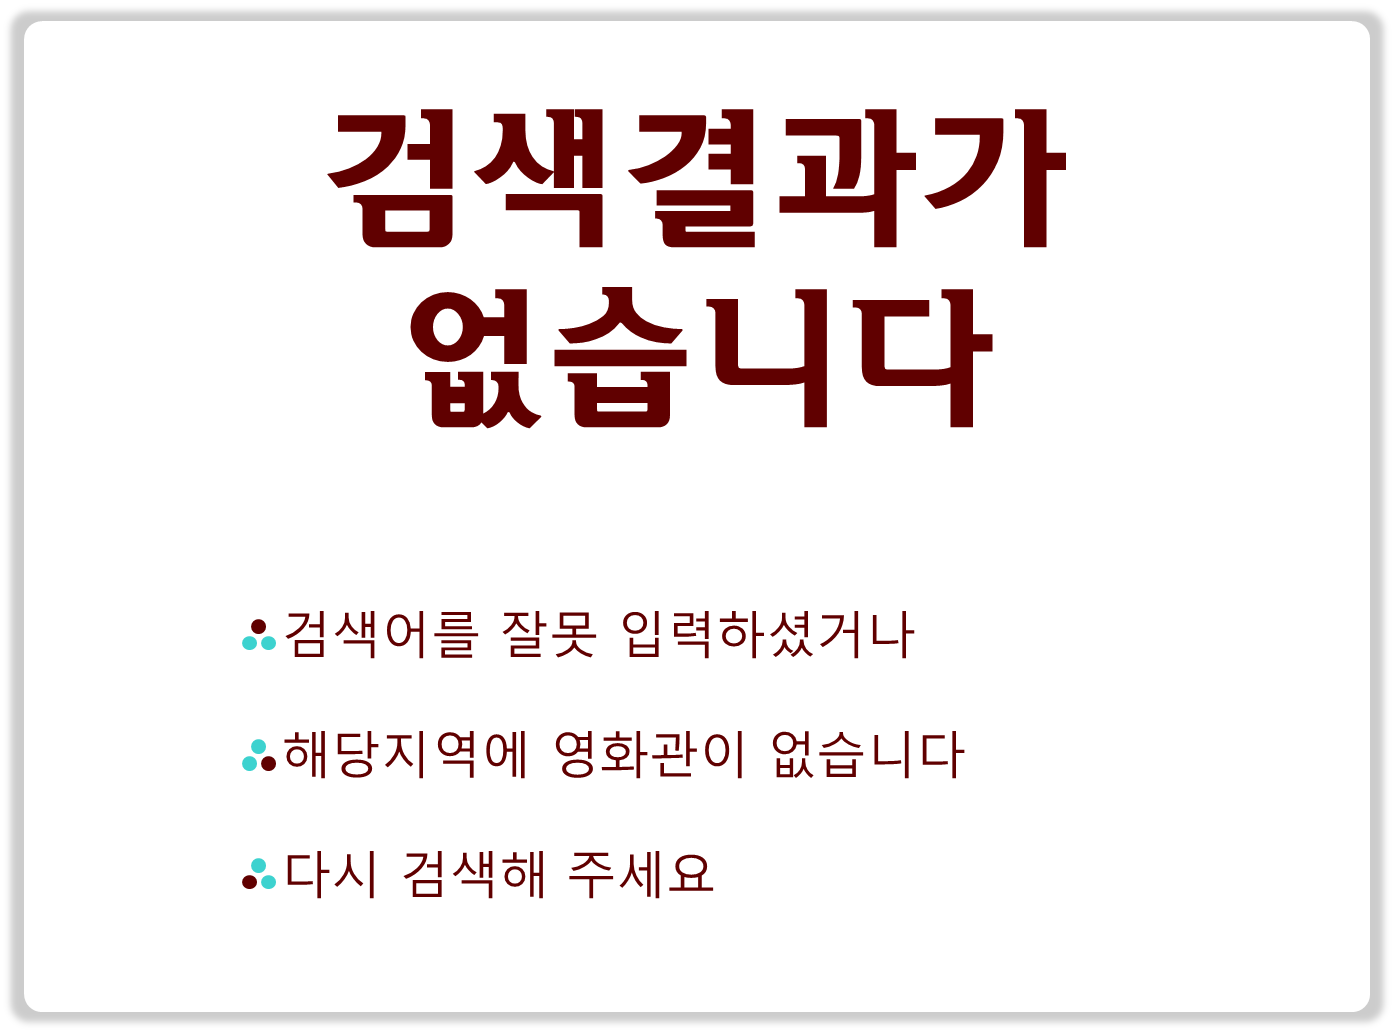 검색결과가
없습니다
검색어를 잘못 입력하셨거나
해당지역에 영화관이 없습니다
다시 검색해 주세요